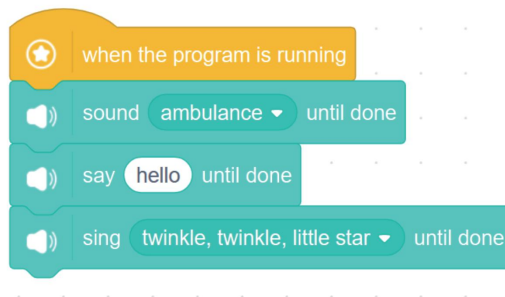 when the program is running
sound ambulance until done
say hello until done
sing twinkle, twinkle, little star until done